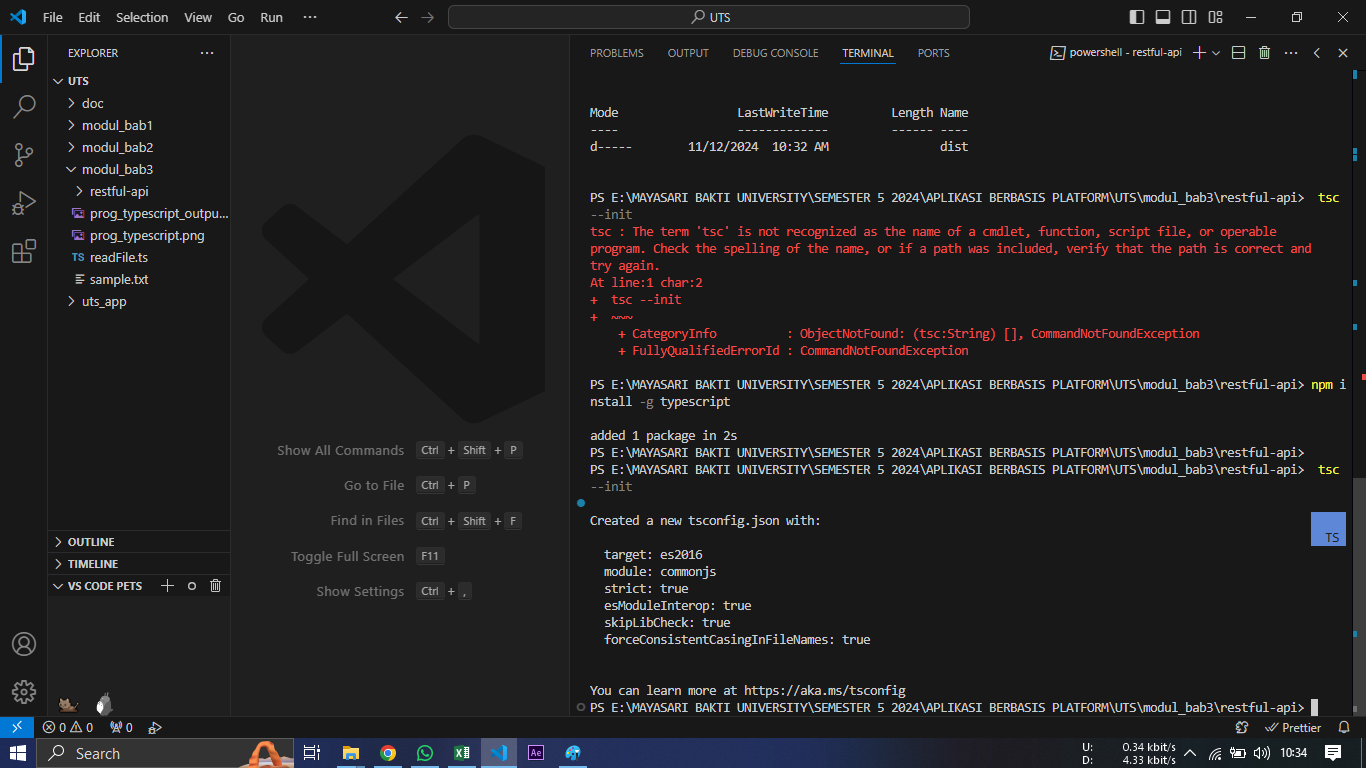 File Edit Selection View Go Run ···
UTS
EXPLORER
UTS
doc
modul_bab1
modul_bab2
modul_bab3
restful-api
prog_typescript_outpu...
prog_typescript.png
TS readFile.ts
sample.txt
uts_app
OUTLINE
TIMELINE
VS CODE PETS
Show All Commands Ctrl + Shift + P
Go to File Ctrl + P
Find in Files Ctrl + Shift + F
Toggle Full Screen F11
Show Settings Ctrl + ,
PROBLEMS OUTPUT DEBUG CONSOLE TERMINAL PORTS
powershell - restful-api
Mode LastWriteTime Length Name
---- ------------- ------ ----
d----- 11/12/2024 10:32 AM dist
PS E:\MAYASARI BAKTI UNIVERSITY\SEMESTER 5 2024\APLIKASI BERBASIS PLATFORM\UTS\modul_bab3\restful-api> tsc
--init
tsc : The term 'tsc' is not recognized as the name of a cmdlet, function, script file, or operable
program. Check the spelling of the name, or if a path was included, verify that the path is correct and
try again.
At line:1 char:2
+ tsc --init
+ ~~~
+ CategoryInfo : ObjectNotFound: (tsc:String) [], CommandNotFoundException
+ FullyQualifiedErrorId : CommandNotFoundException
PS E:\MAYASARI BAKTI UNIVERSITY\SEMESTER 5 2024\APLIKASI BERBASIS PLATFORM\UTS\modul_bab3\restful-api> npm i
nstall -g typescript
added 1 package in 2s
PS E:\MAYASARI BAKTI UNIVERSITY\SEMESTER 5 2024\APLIKASI BERBASIS PLATFORM\UTS\modul_bab3\restful-api>
PS E:\MAYASARI BAKTI UNIVERSITY\SEMESTER 5 2024\APLIKASI BERBASIS PLATFORM\UTS\modul_bab3\restful-api> tsc
--init
Created a new tsconfig.json with:
TS
target: es2016
module: commonjs
strict: true
esModuleInterop: true
skipLibCheck: true
forceConsistentCasingInFileNames: true
You can learn more at https://aka.ms/tsconfig
PS E:\MAYASARI BAKTI UNIVERSITY\SEMESTER 5 2024\APLIKASI BERBASIS PLATFORM\UTS\modul_bab3\restful-api>
0 0 0 Prettier
Search
Ae
U: 0.34 kbit/s
D: 4.33 kbit/s
10:34